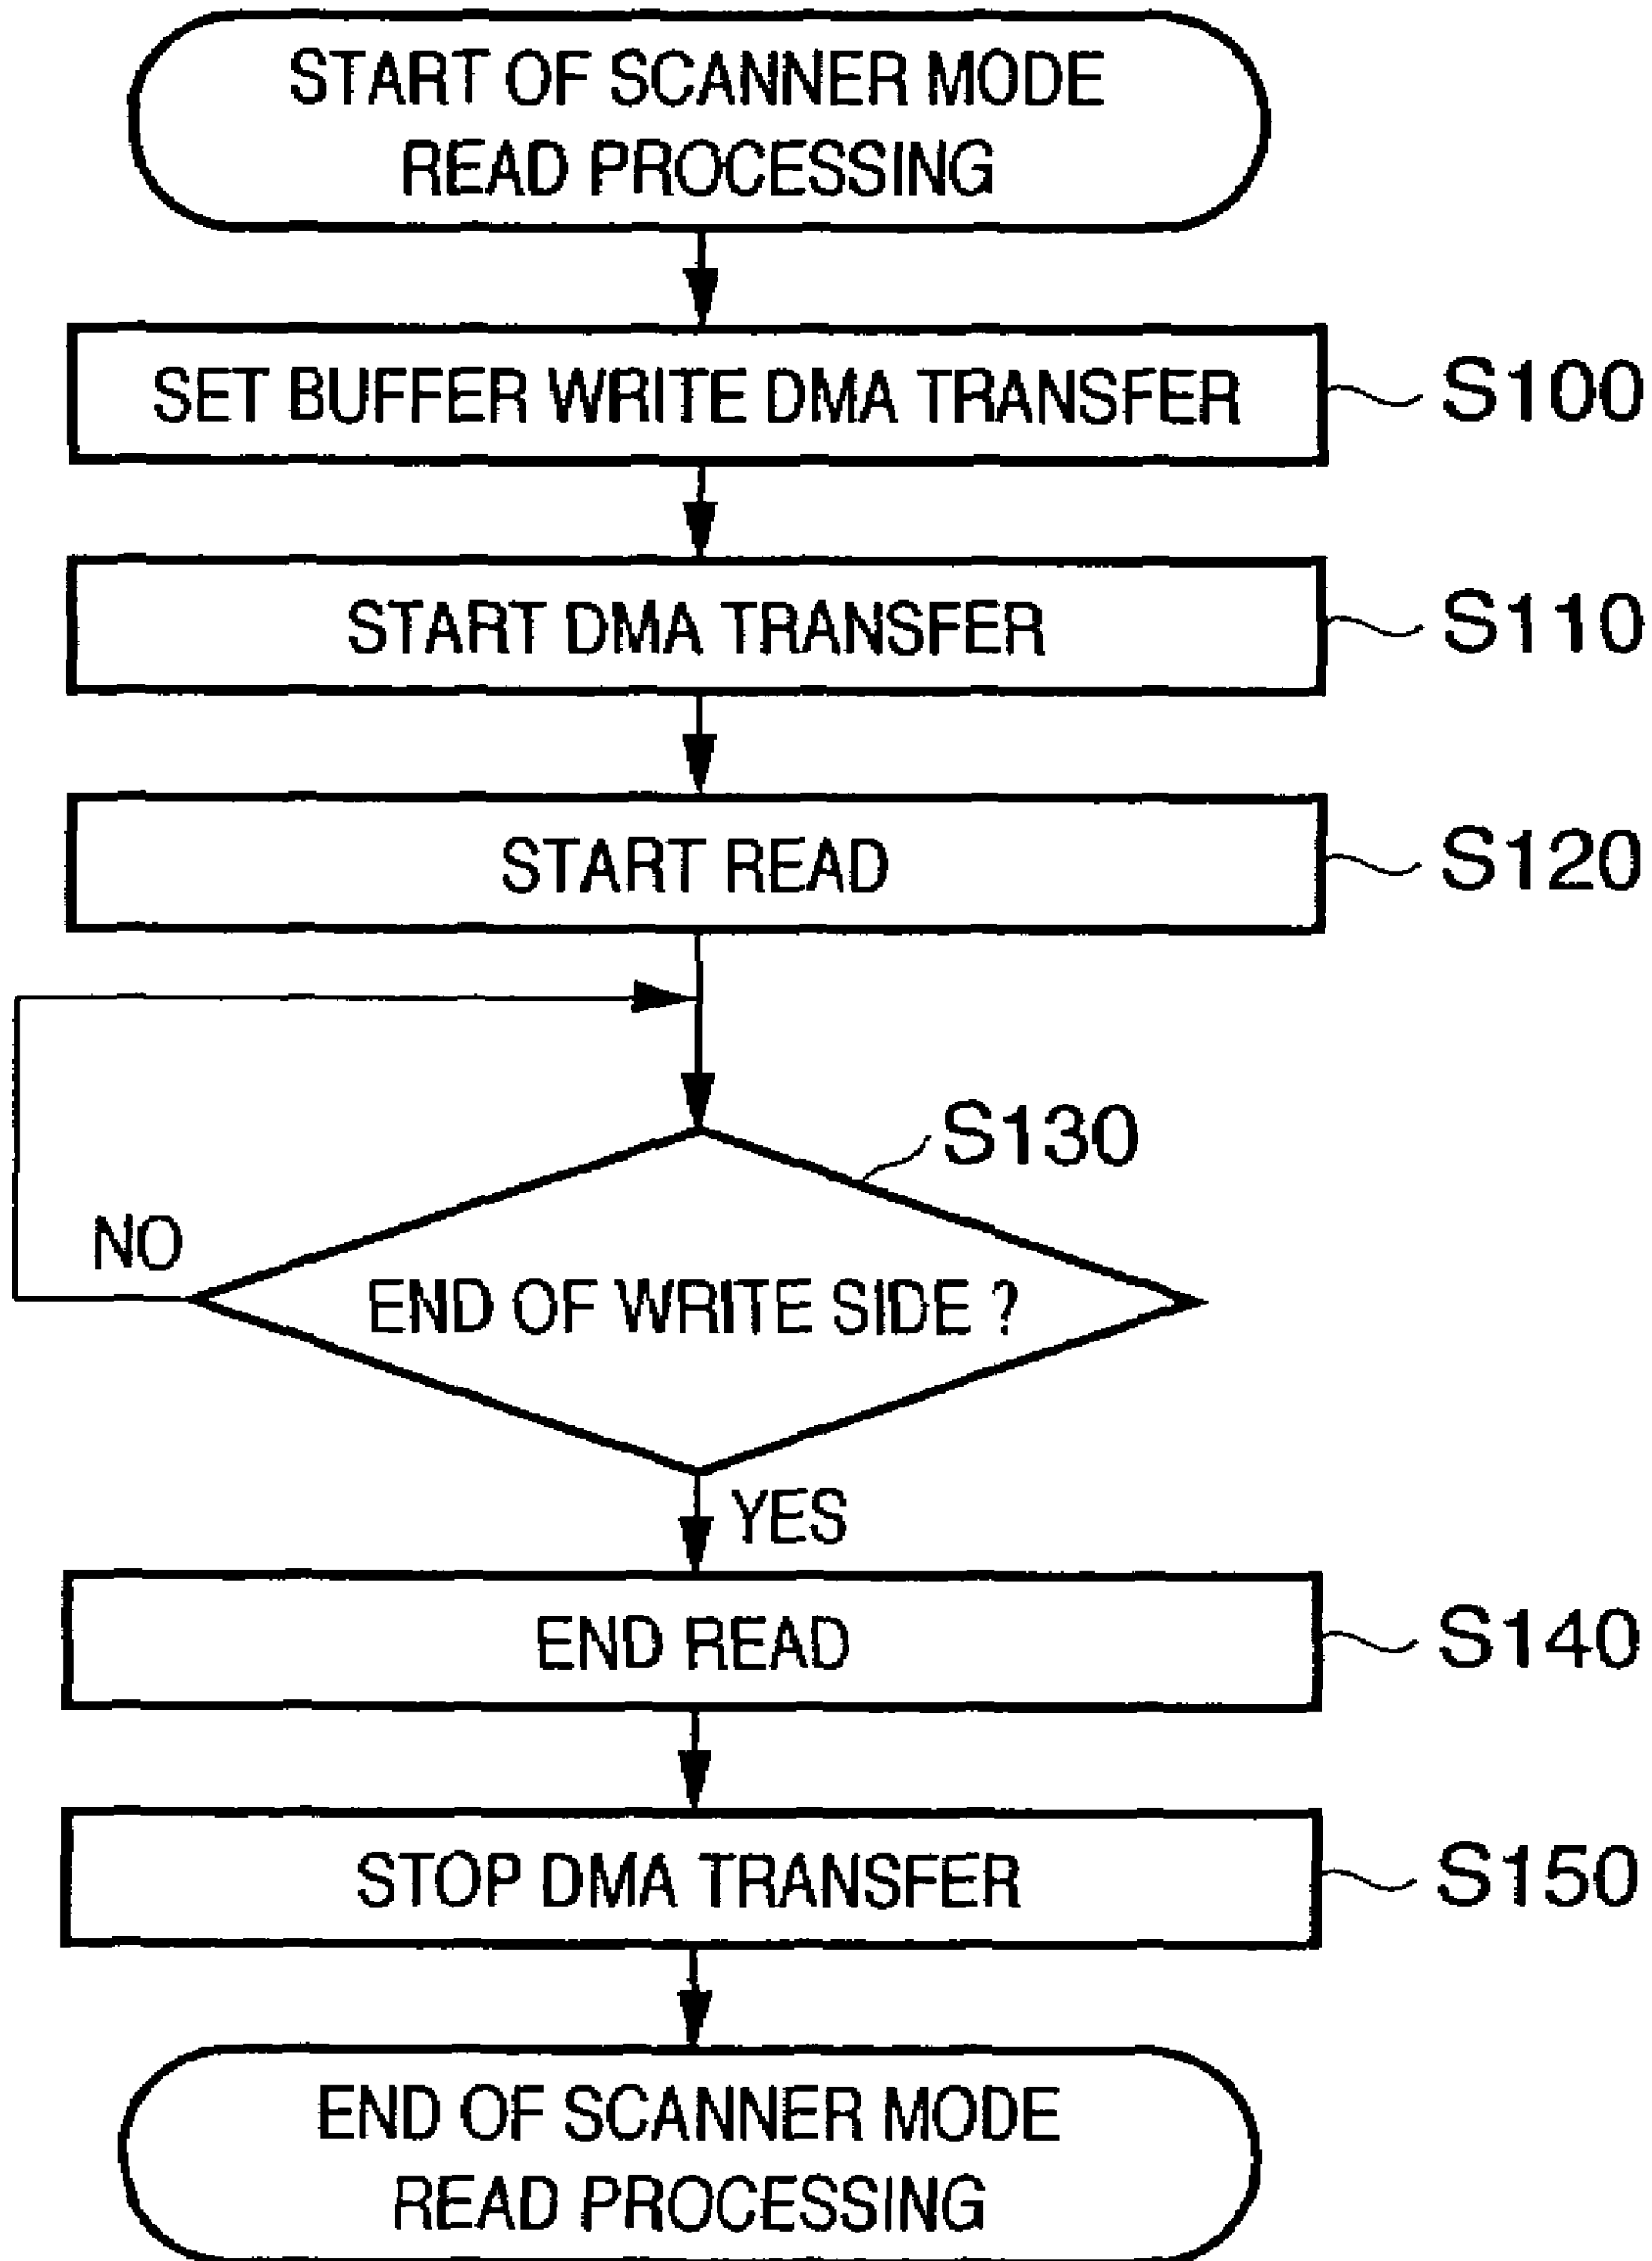 START OF SCANNER MODE
READ PROCESSING
SET BUFFER WRITE DMA TRANSFER
S100
START DMA TRANSFER
S110
START READ
S120
S130
NO
END OF WRITE SIDE ?
YES
END READ
S140
STOP DMA TRANSFER
S150
END OF SCANNER MODE
READ PROCESSING